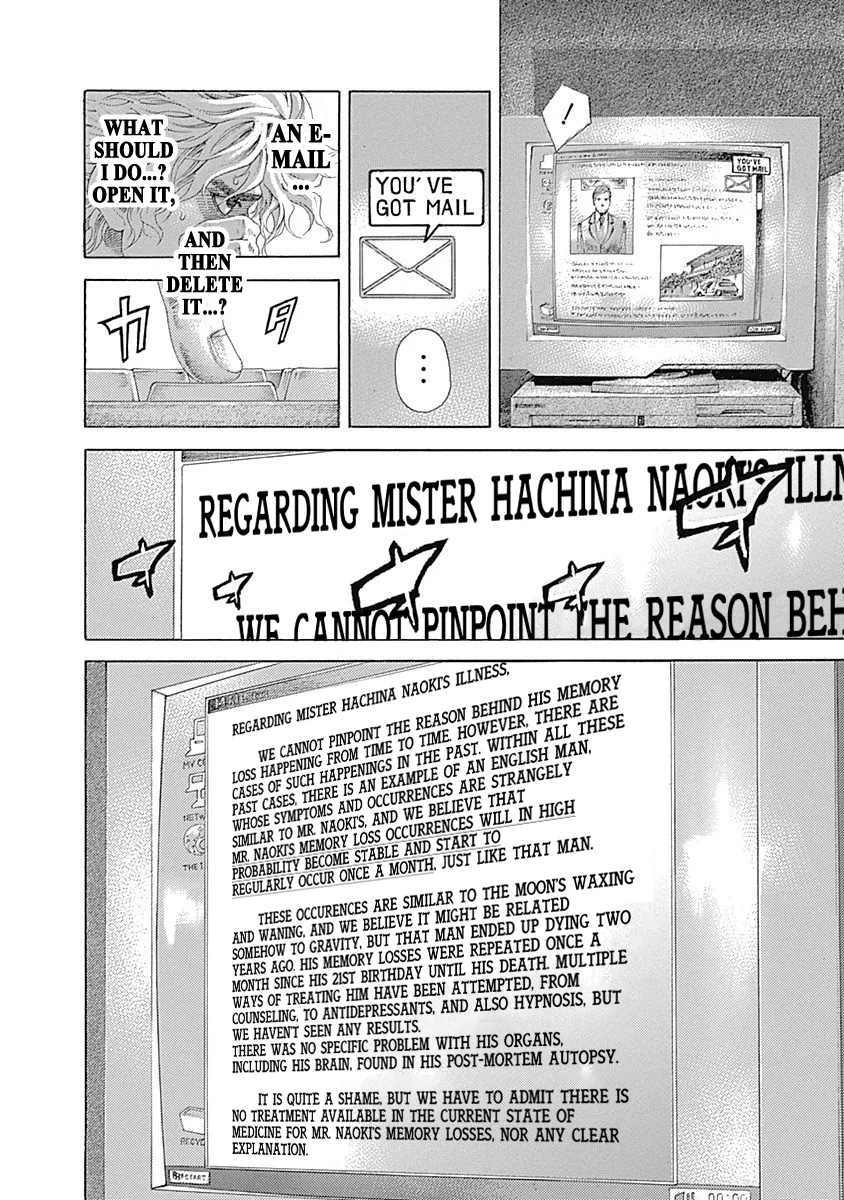 !
YOU'VE
GOT MAIL
YOU'VE
GOT MAIL
...
AN E-
MAIL
...
WHAT
SHOULD
I DO...?
OPEN IT,
AND
THEN
DELETE
IT...?
カタ
REGARDING MISTER HACHINA NAOKI'S ILLN
WE CANNOT PINPOINT THE REASON BEH
REGARDING MISTER HACHINA NAOKI'S ILLNESS,
WE CANNOT PINPOINT THE REASON BEHIND HIS MEMORY
LOSS HAPPENING FROM TIME TO TIME. HOWEVER, THERE ARE
CASES OF SUCH HAPPENINGS IN THE PAST. WITHIN ALL THESE
PAST CASES, THERE IS AN EXAMPLE OF AN ENGLISH MAN,
WHOSE SYMPTOMS AND OCCURRENCES ARE STRANGELY
SIMILAR TO MR. NAOKI'S, AND WE BELIEVE THAT
MR. NAOKI'S MEMORY LOSS OCCURRENCES WILL IN HIGH
PROBABILITY BECOME STABLE AND START TO
REGULARLY OCCUR ONCE A MONTH, JUST LIKE THAT MAN.
THESE OCCURENCES ARE SIMILAR TO THE MOON'S WAXING
AND WANING, AND WE BELIEVE IT MIGHT BE RELATED
SOMEHOW TO GRAVITY, BUT THAT MAN ENDED UP DYING TWO
YEARS AGO. HIS MEMORY LOSSES WERE REPEATED ONCE A
MONTH SINCE HIS 21ST BIRTHDAY UNTIL HIS DEATH. MULTIPLE
WAYS OF TREATING HIM HAVE BEEN ATTEMPTED, FROM
COUNSELING, TO ANTIDEPRESSANTS, AND ALSO HYPNOSIS, BUT
WE HAVEN'T SEEN ANY RESULTS.
THERE WAS NO SPECIFIC PROBLEM WITH HIS ORGANS,
INCLUDING HIS BRAIN, FOUND IN HIS POST-MORTEM AUTOPSY.
IT IS QUITE A SHAME, BUT WE HAVE TO ADMIT THERE IS
NO TREATMENT AVAILABLE IN THE CURRENT STATE OF
MEDICINE FOR MR. NAOKI'S MEMORY LOSSES, NOR ANY CLEAR
EXPLANATION.
MY CO
NETW
THE I
RECYC
RESTART